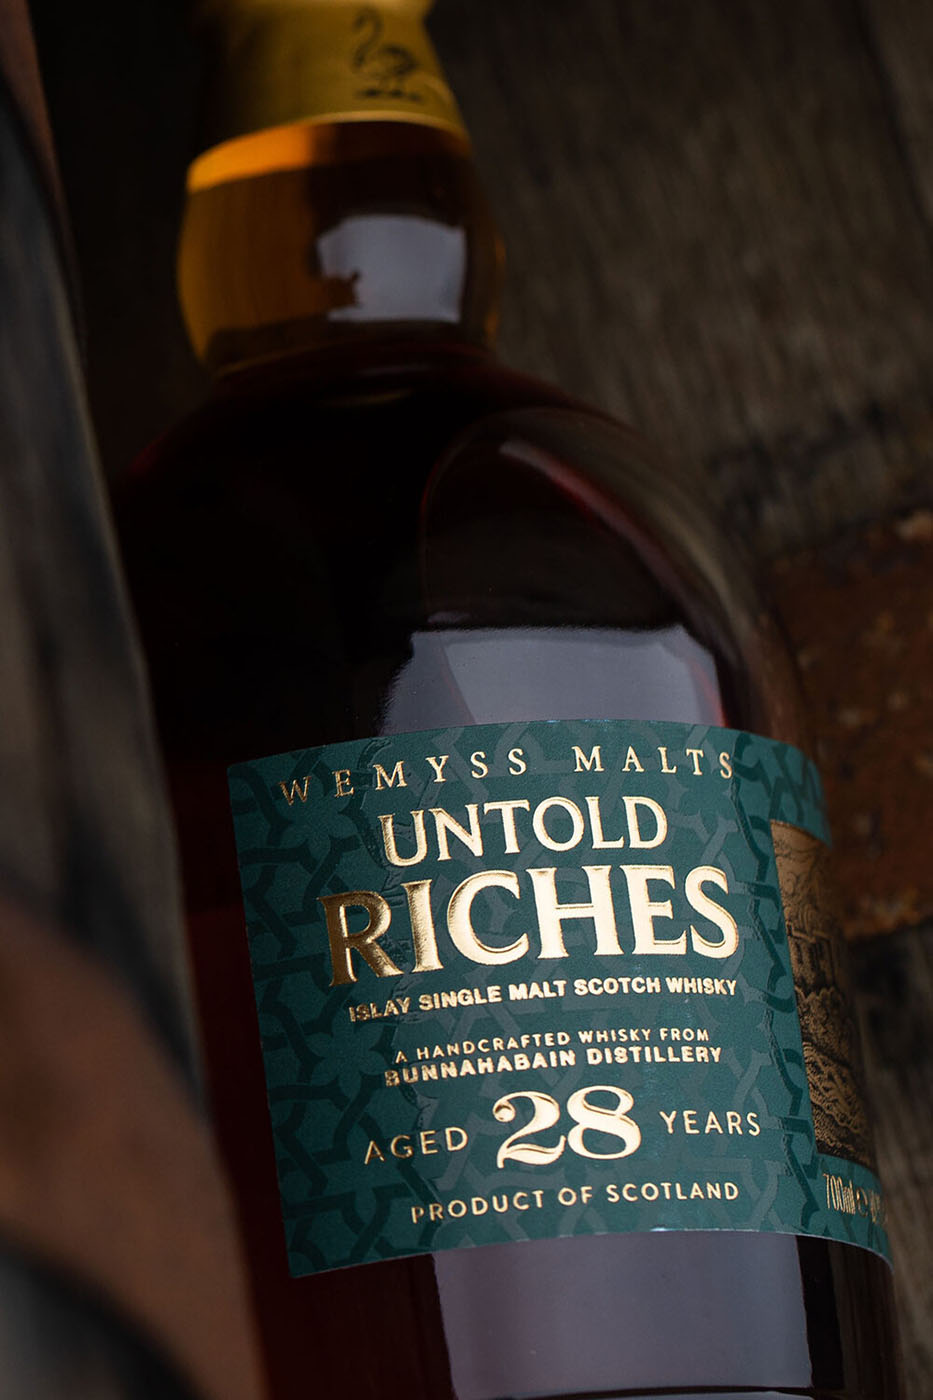 WEMYSS MALTS
UNTOLD
RICHES
ISLAY SINGLE MALT SCOTCH WHISKY
A HANDCRAFTED WHISKY FROM
BUNNAHABAIN DISTILLERY
AGED 28 YEARS
PRODUCT OF SCOTLAND
700ml